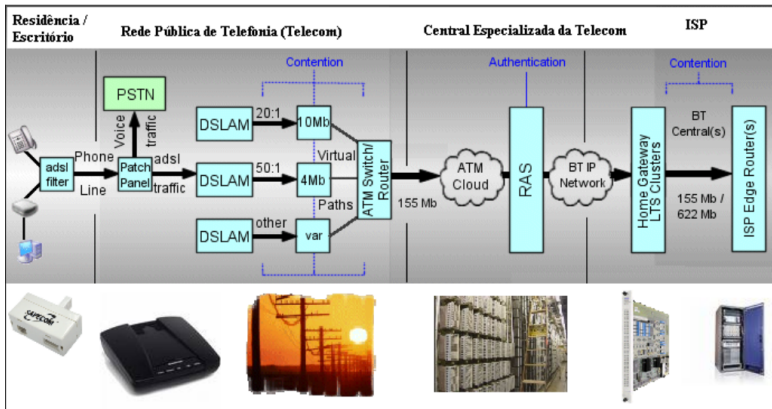 Residência /
Escritório
Rede Pública de Telefonia (Telecom)
Central Especializada da Telecom
ISP
Contention
Authentication
Contention
PSTN
Voice
traffic
20:1
10Mb
DSLAM
BT
Central(s)
Phone
Line
adsl
filter
Patch
Panel
adsl
traffic
50:1
DSLAM
4Mb
Virtual
Paths
ATM Switch/
Router
155 Mb
ATM
Cloud
RAS
BT IP
Network
Home Gateway
LTS Clusters
155 Mb /
622 Mb
ISP Edge Router(s)
other
DSLAM
var
SAFECOM